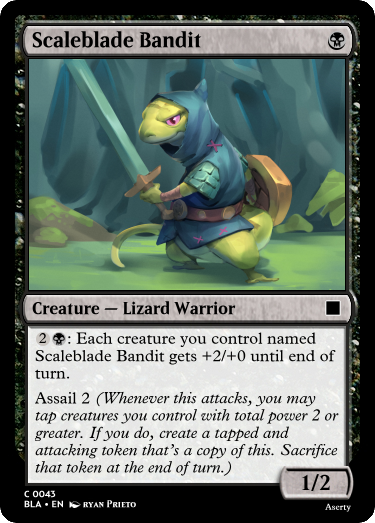 Scaleblade Bandit
Creature — Lizard Warrior
2 : Each creature you control named
Scaleblade Bandit gets +2/+0 until end of
turn.
Assail 2 (Whenever this attacks, you may
tap creatures you control with total power 2 or
greater. If you do, create a tapped and
attacking token that's a copy of this. Sacrifice
that token at the end of turn.)
1/2
C 0043
BLA • EN RYAN PRIETO
Aserty